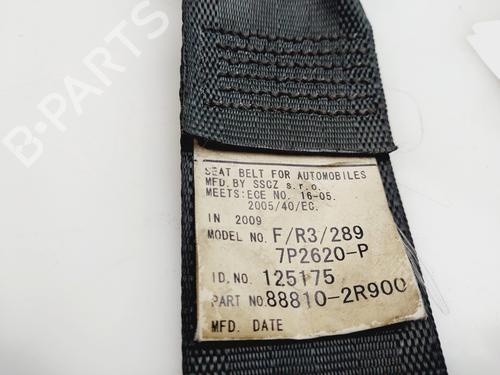 B-PARTS
SEAT BELT FOR AUTOMOBILES
MFD. BY SSCZ s.r.o.
MEETS:ECE NO. 16-05.
2005/40/EC.
IN 2009
MODEL NO. F/R3/289
7P2620-P
ID.NO. 125175
PART NO. 88810-2R900
MFD. DATE